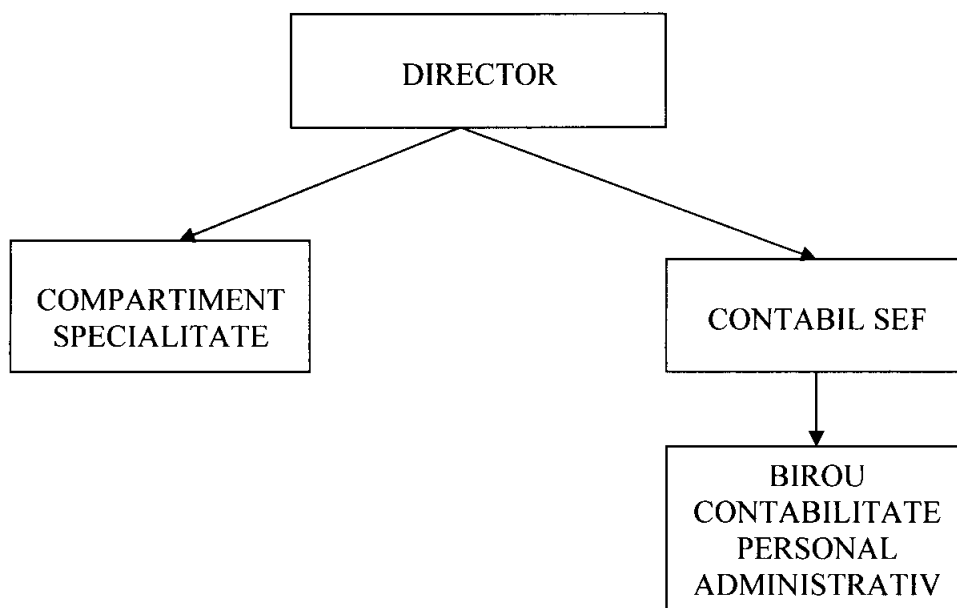 DIRECTOR
COMPARTIMENT
SPECIALITATE
CONTABIL SEF
BIROU
CONTABILITATE
PERSONAL
ADMINISTRATIV